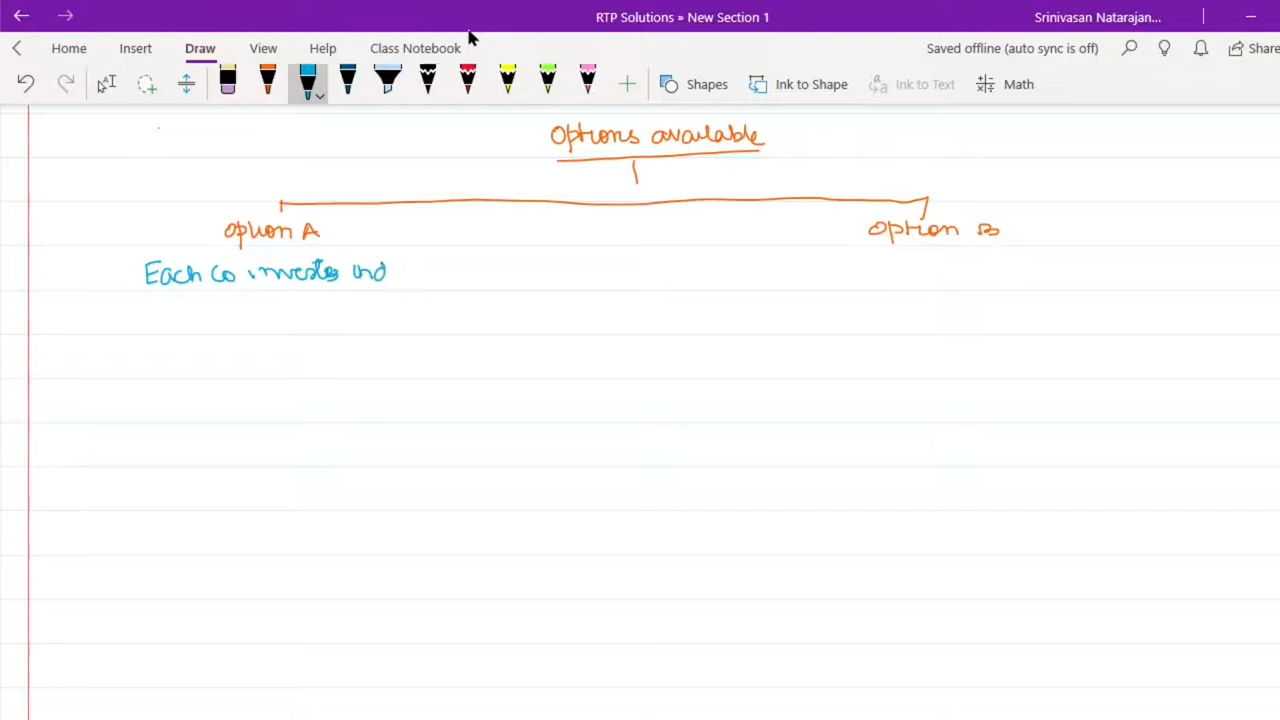 RTP Solutions » New Section 1
Srinivasan Natarajan...
Home Insert Draw View Help Class Notebook
Saved offline (auto sync is off)
Share
Shapes Ink to Shape Ink to Text Math
Options available
Option A
Option B
Each Co invests ind